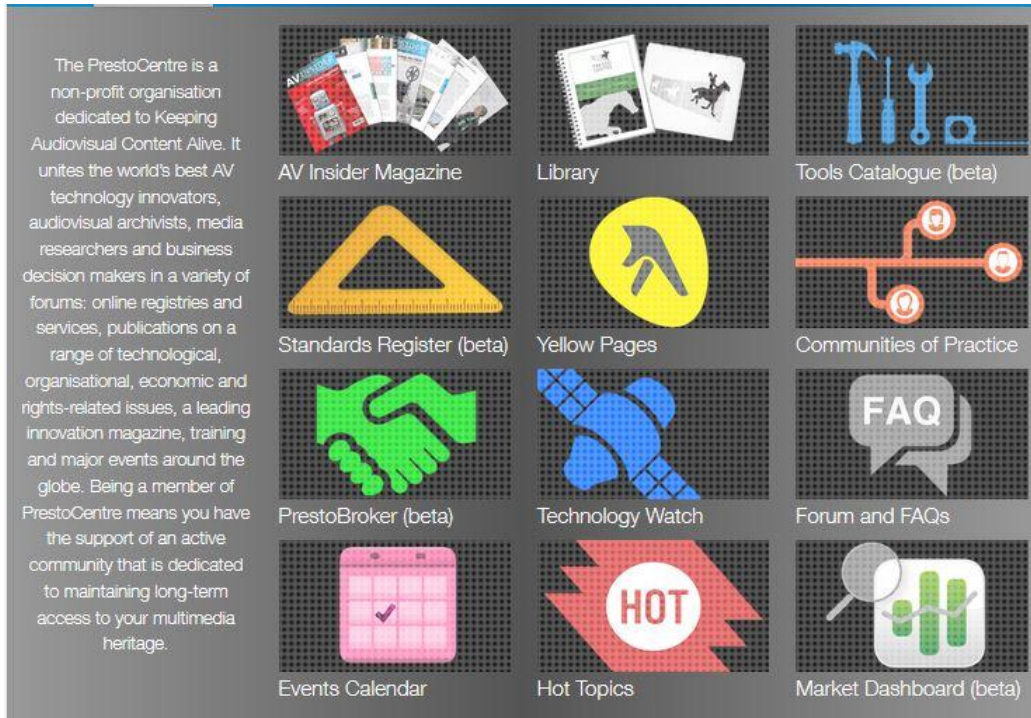 The PrestoCentre is a
non-profit organisation
dedicated to Keeping
Audiovisual Content Alive. It
unites the world's best AV
technology innovators,
audiovisual archivists, media
researchers and business
decision makers in a variety of
forums: online registries and
services, publications on a
range of technological,
organisational, economic and
rights-related issues, a leading
innovation magazine, training
and major events around the
globe. Being a member of
PrestoCentre means you have
the support of an active
community that is dedicated
to maintaining long-term
access to your multimedia
heritage.
AV INSIDER
AV Insider Magazine
Library
Tools Catalogue (beta)
Standards Register (beta)
Yellow Pages
Communities of Practice
FAQ
PrestoBroker (beta)
Technology Watch
Forum and FAQs
HOT
Events Calendar
Hot Topics
Market Dashboard (beta)